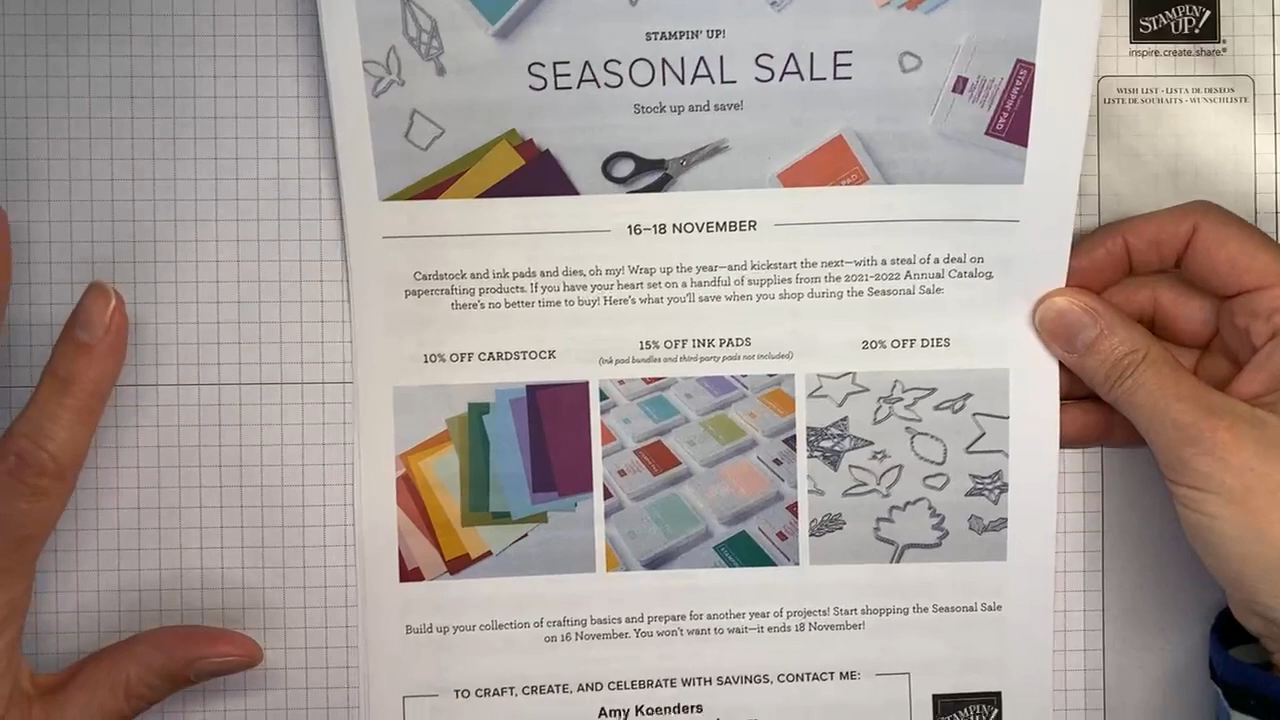 STAMPIN' UP!
SEASONAL SALE
Stock up and save!
STAMPIN' PAD
PAD
16–18 NOVEMBER
Cardstock and ink pads and dies, oh my! Wrap up the year—and kickstart the next—with a steal of a deal on
papercrafting products. If you have your heart set on a handful of supplies from the 2021–2022 Annual Catalog,
there's no better time to buy! Here's what you'll save when you shop during the Seasonal Sale:
10% OFF CARDSTOCK
15% OFF INK PADS
(Ink pad bundles and third-party pads not included)
20% OFF DIES
Build up your collection of crafting basics and prepare for another year of projects! Start shopping the Seasonal Sale
on 16 November. You won't want to wait—it ends 18 November!
TO CRAFT, CREATE, AND CELEBRATE WITH SAVINGS, CONTACT ME:
Amy Koenders
STAMPIN'
STAMPIN' UP!
inspire.create.share.®
WISH LIST • LISTA DE DESEOS
LISTE DE SOUHAITS • WUNSCHLISTE